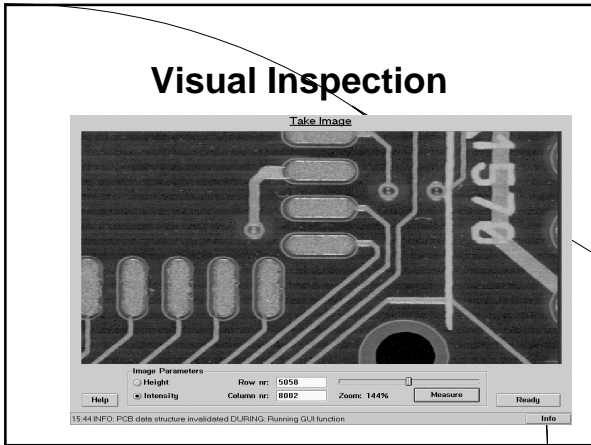 Visual Inspection
Take Image
1570
Image Parameters
Height
Row nr: 5058
Intensity
Column nr: 8002
Zoom: 144%
Measure
Help
Ready
15:44 INFO: PCB data structure invalidated DURING: Running GUI function
Info